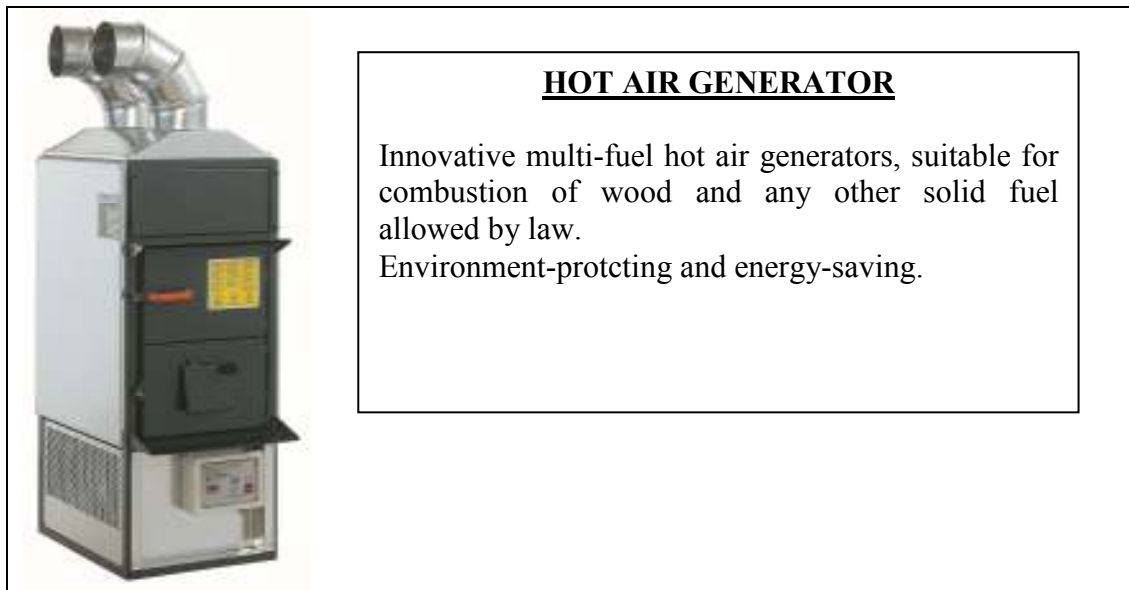 HOT AIR GENERATOR
Innovative multi-fuel hot air generators, suitable for
combustion of wood and any other solid fuel
allowed by law.
Environment-protcting and energy-saving.